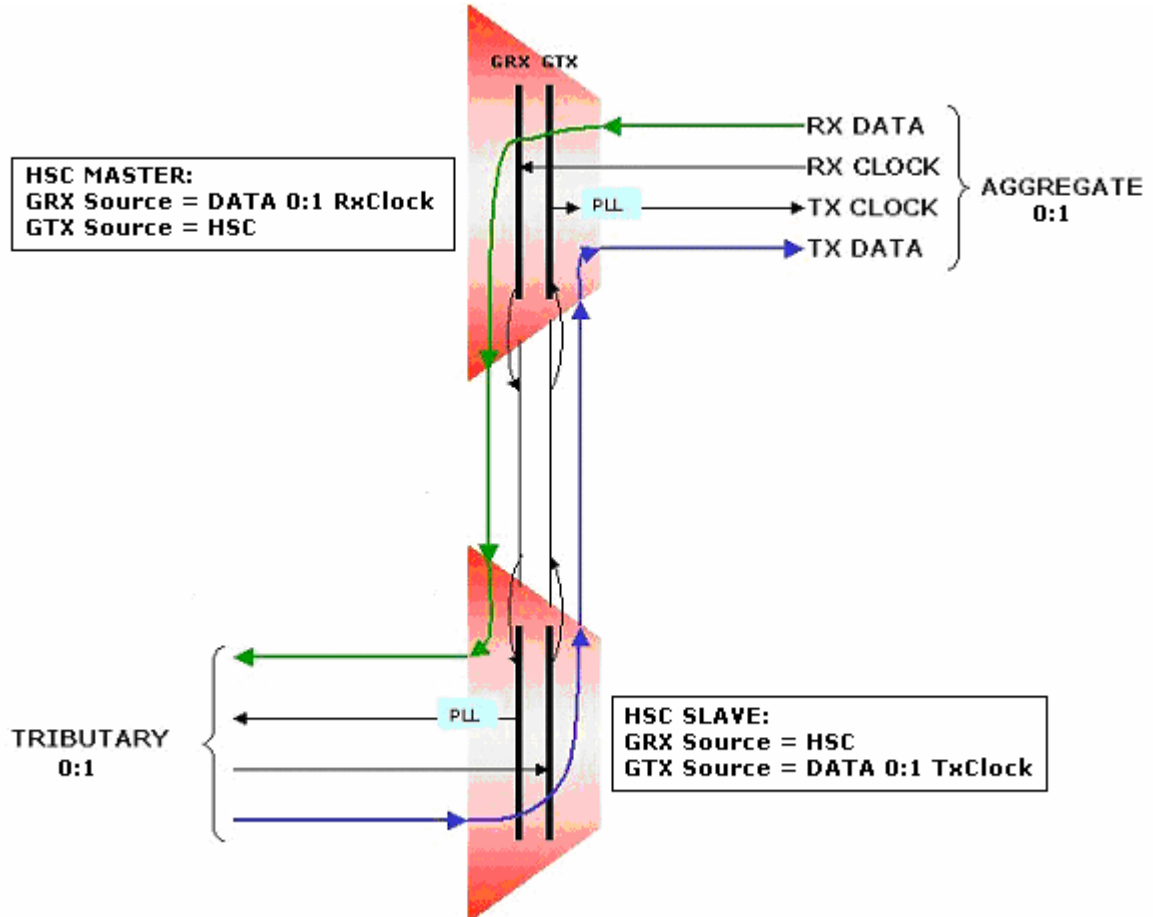 GRX GTX
RX DATA
RX CLOCK
PLL
TX CLOCK
TX DATA
AGGREGATE
0:1
HSC MASTER:
GRX Source = DATA 0:1 RxClock
GTX Source = HSC
PLL
TRIBUTARY
0:1
HSC SLAVE:
GRX Source = HSC
GTX Source = DATA 0:1 TxClock